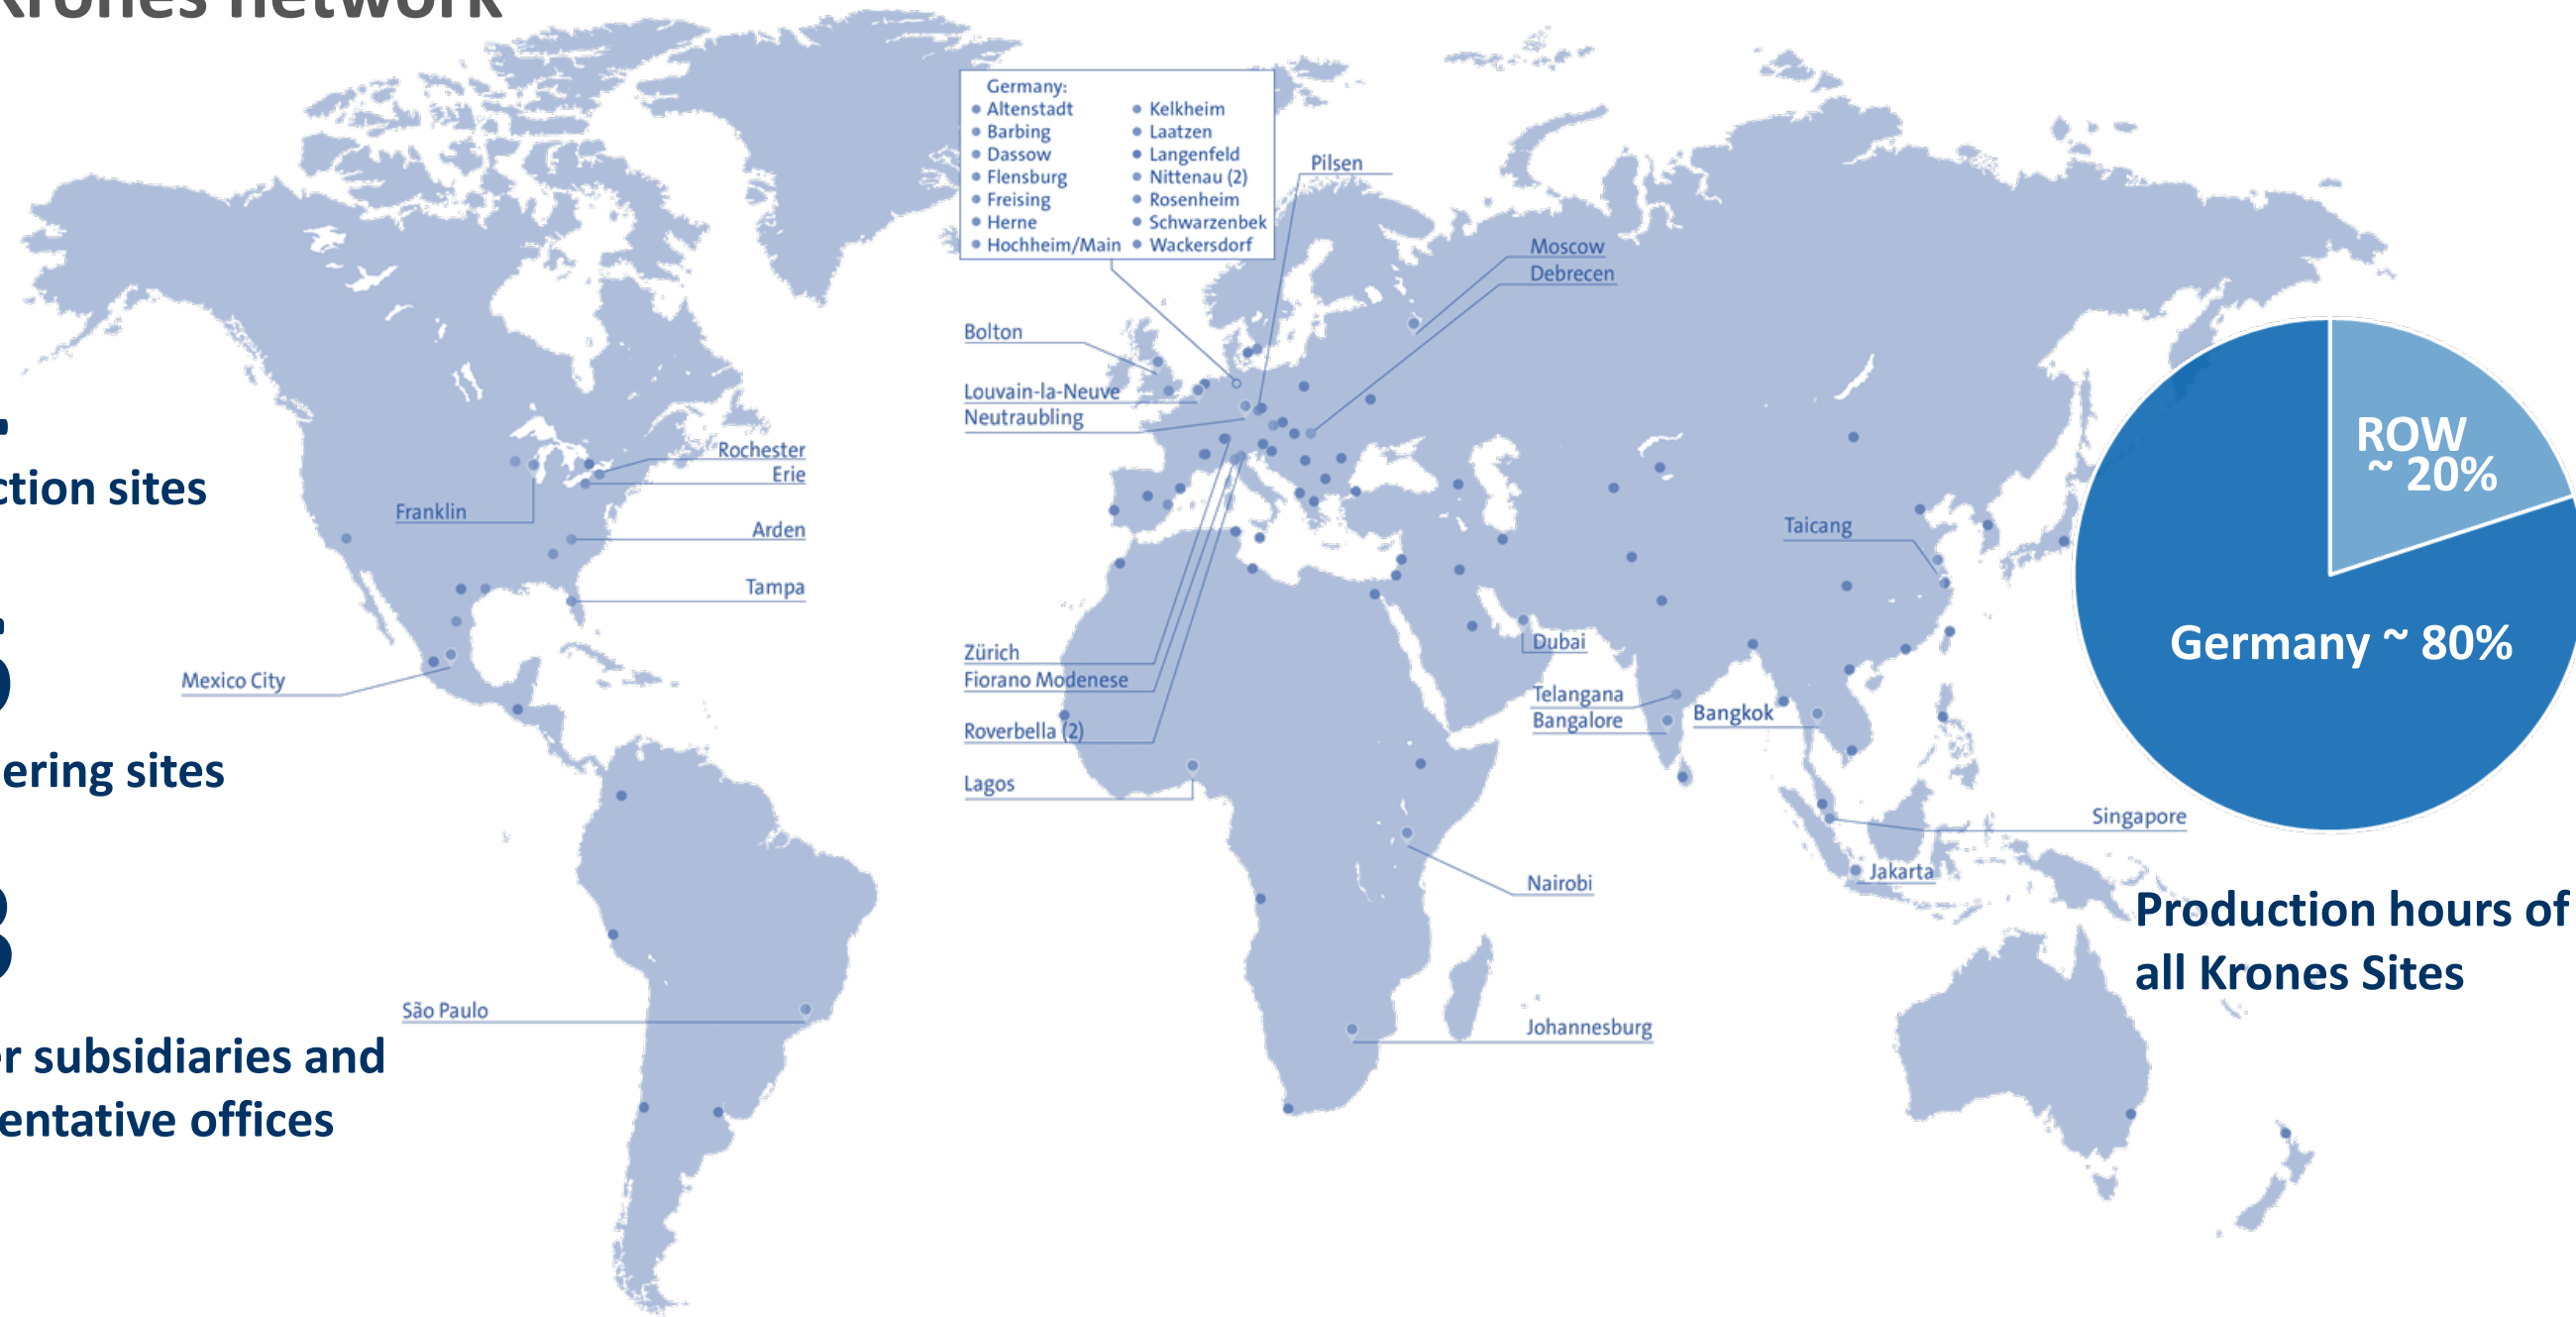 Krones network
ction sites
ering sites
er subsidiaries and
entative offices
Germany:
Altenstadt
Barbing
Dassow
Flensburg
Freising
Herne
Hochheim/Main
Kelkheim
Laatzen
Langenfeld
Nittenau (2)
Rosenheim
Schwarzenbek
Wackersdorf
Pilsen
Moscow
Debrecen
Bolton
Louvain-la-Neuve
Neutraubling
Rochester
Erie
Franklin
Arden
Tampa
Mexico City
São Paulo
Zürich
Fiorano Modenese
Roverbella (2)
Lagos
Dubai
Telangana
Bangalore
Bangkok
Taicang
Singapore
Jakarta
Nairobi
Johannesburg
ROW
~ 20%
Germany ~ 80%
Production hours of
all Krones Sites